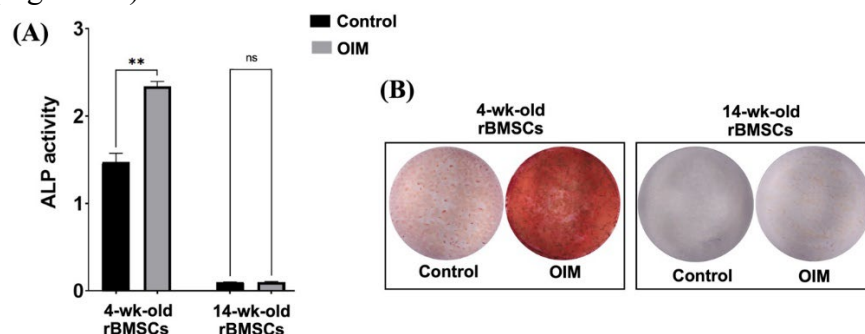 (A)
Control
OIM
ALP activity
3
2
1
0
**
ns
4-wk-old
rBMSCs
14-wk-old
rBMSCs
(B)
4-wk-old
rBMSCs
14-wk-old
rBMSCs
Control
OIM
Control
OIM